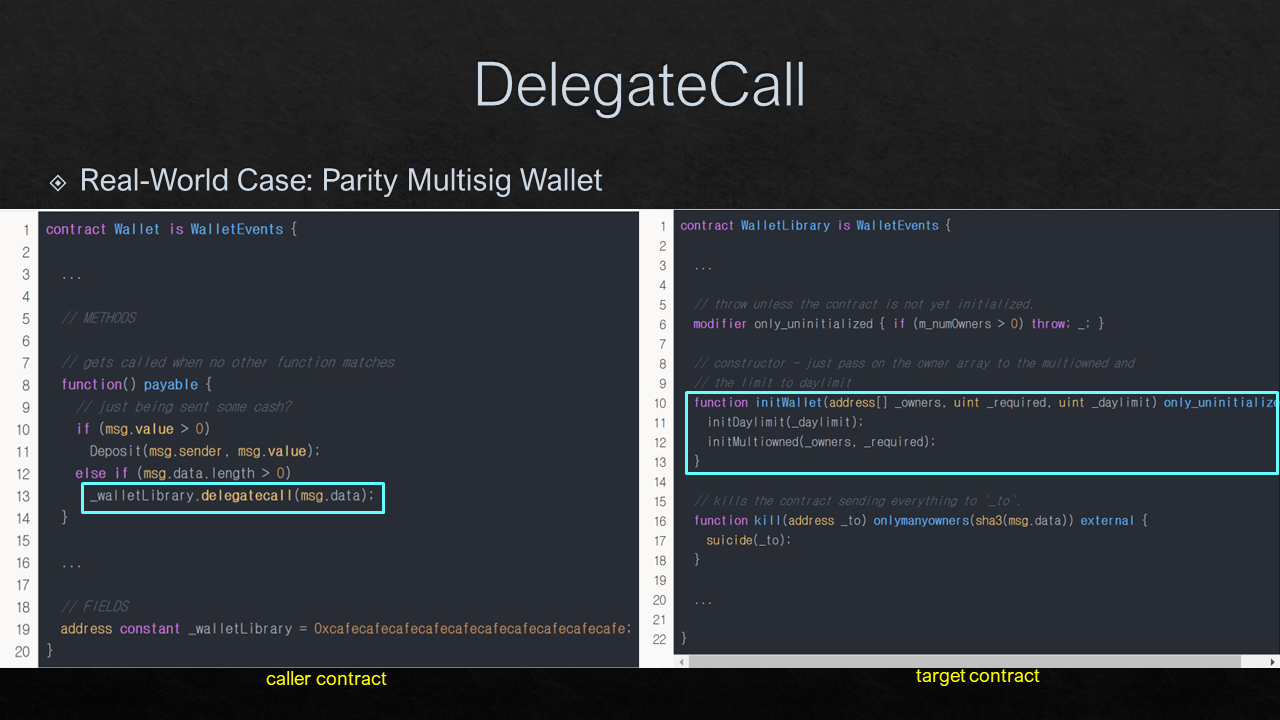 DelegateCall
Real-World Case: Parity Multisig Wallet
1 contract Wallet is WalletEvents {
2
3 ...
4
5 // METHODS
6
7 // gets called when no other function matches
8 function() payable {
9 // just being sent some cash?
10 if (msg.value > 0)
11 Deposit(msg.sender, msg.value);
12 else if (msg.data.length > 0)
13 _walletLibrary.delegatecall(msg.data);
14 }
15
16 ...
17
18 // FIELDS
19 address constant _walletLibrary = 0xcafecafecafecafecafecafecafecafecafecafe;
20 }
caller contract
1 contract WalletLibrary is WalletEvents {
2
3 ...
4
5 // throw unless the contract is not yet initialized.
6 modifier only_uninitialized { if (m_numOwners > 0) throw; _; }
7
8 // constructor - just pass on the owner array to the multiowned and
9 // the limit to daylimit
10 function initWallet(address[] _owners, uint _required, uint _daylimit) only_uninitialize
11 initDaylimit(_daylimit);
12 initMultiowned(_owners, _required);
13 }
14
15 // kills the contract sending everything to `_to`.
16 function kill(address _to) onlymanyowners(sha3(msg.data)) external {
17 suicide(_to);
18 }
19
20 ...
21
22 }
target contract